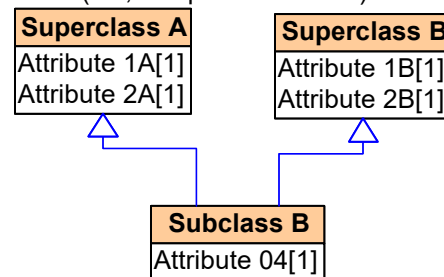 Superclass A
Attribute 1A[1]
Attribute 2A[1]
Superclass B
Attribute 1B[1]
Attribute 2B[1]
Subclass B
Attribute 04[1]